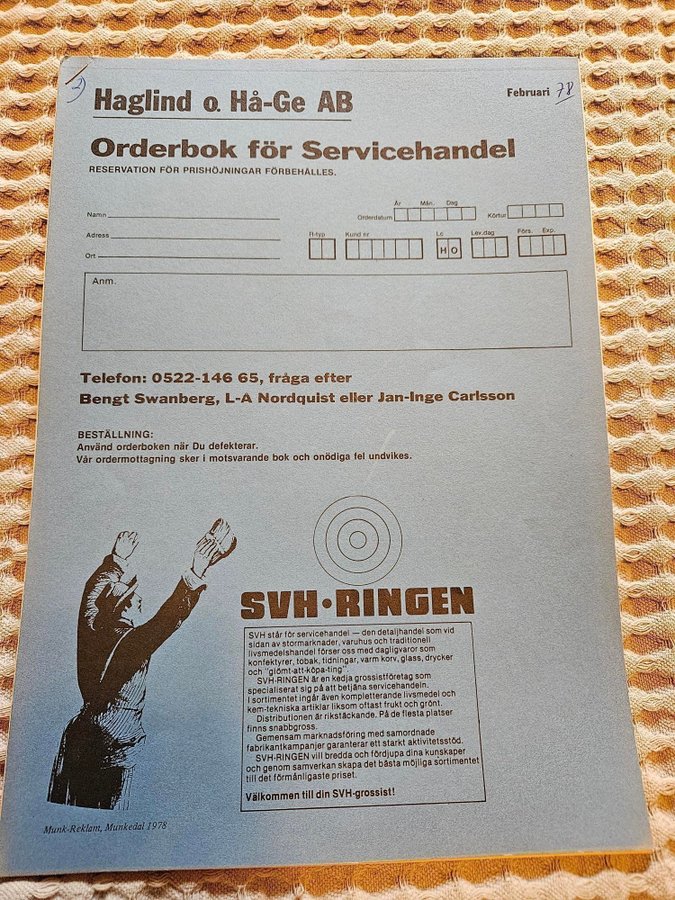 2)
Haglind o. Hå-Ge AB
Februari 78
Orderbok för Servicehandel
RESERVATION FÖR PRISHÖJNINGAR FÖRBEHÅLLES.
År Mån. Dag
Namn Orderdatum Körtur
Adress R-typ Kund nr Lc Lev.dag Förs. Exp.
Ort H O
Anm.
Telefon: 0522-146 65, fråga efter
Bengt Swanberg, L-A Nordquist eller Jan-Inge Carlsson
BESTÄLLNING:
Använd orderboken när Du defekterar.
Vår ordermottagning sker i motsvarande bok och onödiga fel undvikes.
SVH·RINGEN
SVH står för servicehandel — den detaljhandel som vid
sidan av stormarknader, varuhus och traditionell
livsmedelshandel förser oss med dagligvaror som
konfektyrer, tobak, tidningar, varm korv, glass, drycker
och "glömt-att-köpa-ting".
SVH-RINGEN är en kedja grossistföretag som
specialiserat sig på att betjäna servicehandeln.
I sortimentet ingår även kompletterande livsmedel och
kem-tekniska artiklar liksom oftast frukt och grönt.
Distributionen är rikstäckande. På de flesta platser
finns snabbgross.
Gemensam marknadsföring med samordnade
fabrikantkampanjer garanterar ett starkt aktivitetsstöd.
SVH-RINGEN vill bredda och fördjupa dina kunskaper
och genom samverkan skapa det bästa möjliga sortimentet
till det förmånligaste priset.
Välkommen till din SVH-grossist!
Munk-Reklam, Munkedal 1978